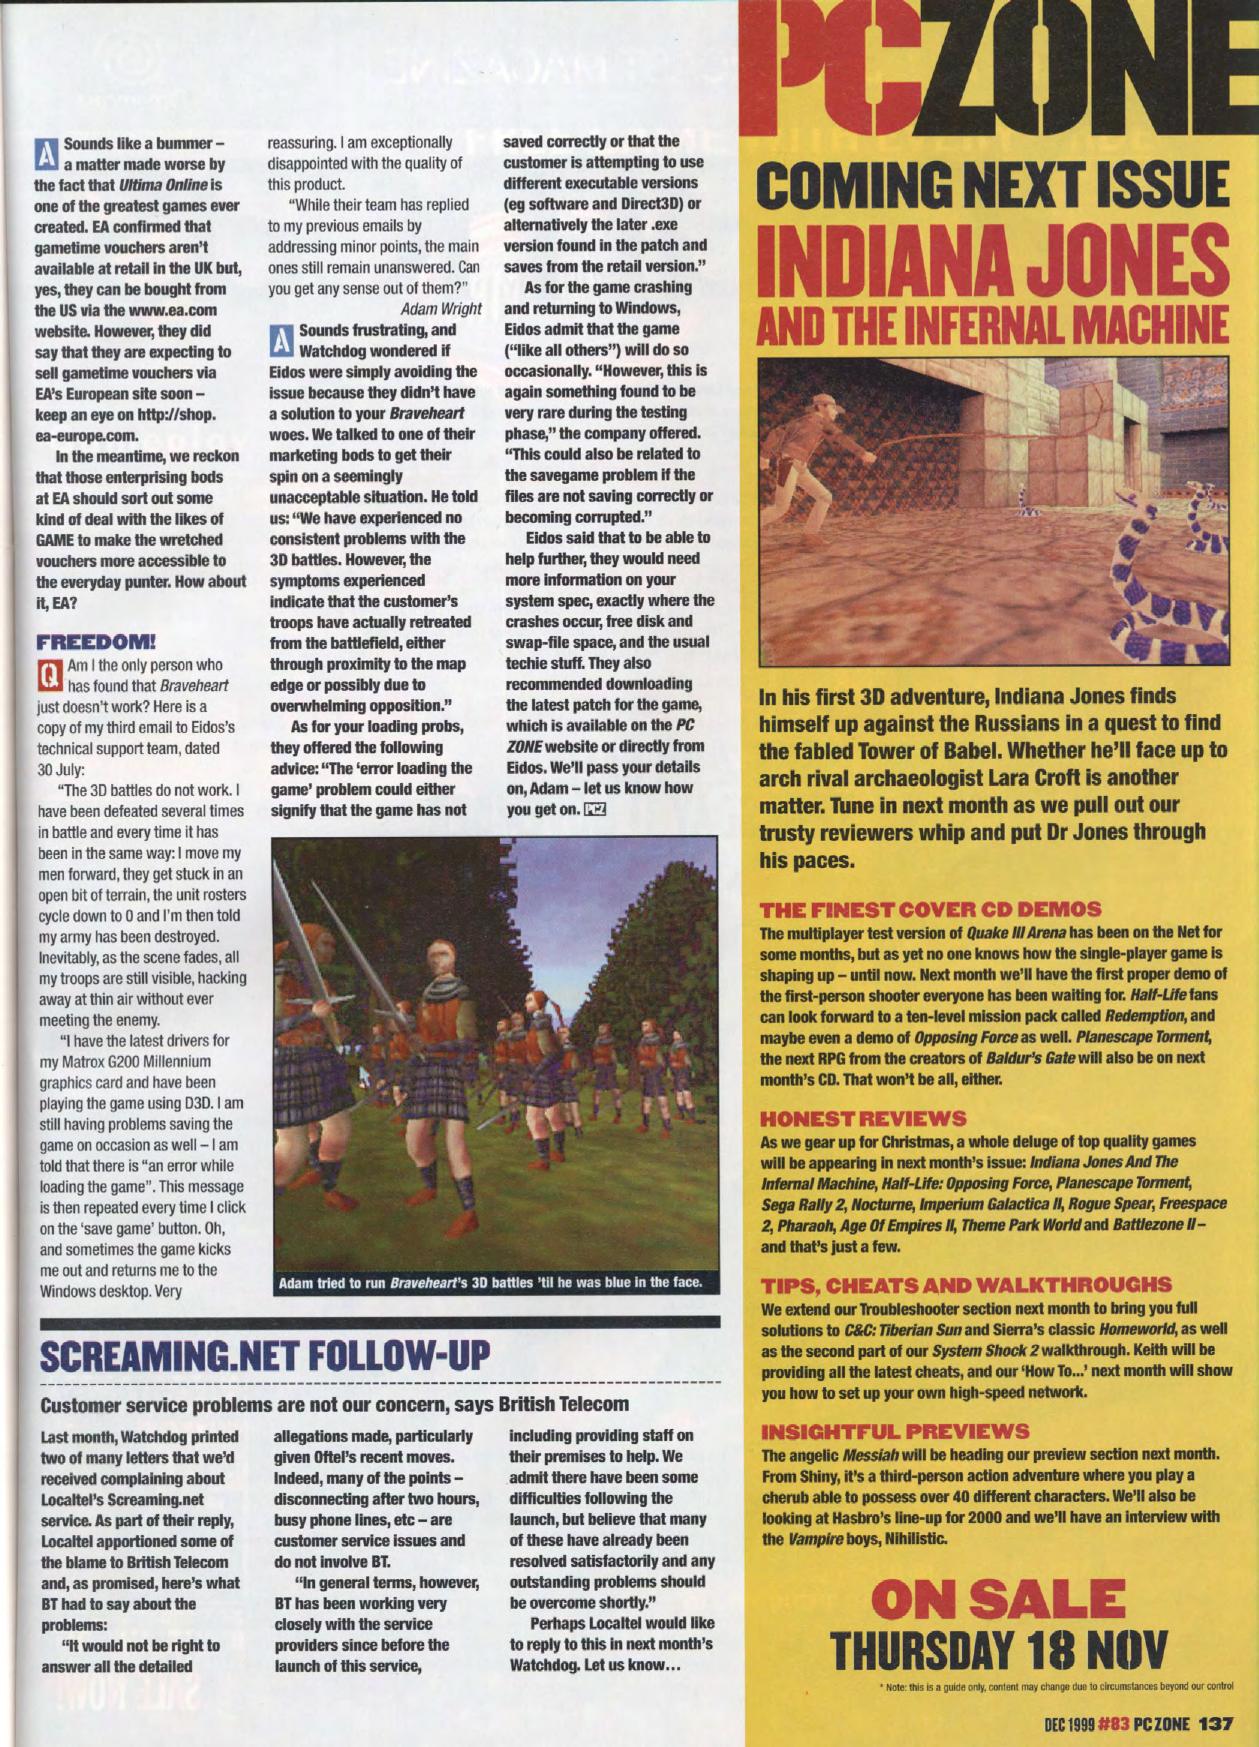 A Sounds like a bummer –
a matter made worse by
the fact that Ultima Online is
one of the greatest games ever
created. EA confirmed that
gametime vouchers aren't
available at retail in the UK but,
yes, they can be bought from
the US via the www.ea.com
website. However, they did
say that they are expecting to
sell gametime vouchers via
EA's European site soon –
keep an eye on http://shop.
ea-europe.com.
In the meantime, we reckon
that those enterprising bods
at EA should sort out some
kind of deal with the likes of
GAME to make the wretched
vouchers more accessible to
the everyday punter. How about
it, EA?
FREEDOM!
Q Am I the only person who
has found that Braveheart
just doesn't work? Here is a
copy of my third email to Eidos's
technical support team, dated
30 July:
"The 3D battles do not work. I
have been defeated several times
in battle and every time it has
been in the same way: I move my
men forward, they get stuck in an
open bit of terrain, the unit rosters
cycle down to 0 and I'm then told
my army has been destroyed.
Inevitably, as the scene fades, all
my troops are still visible, hacking
away at thin air without ever
meeting the enemy.
"I have the latest drivers for
my Matrox G200 Millennium
graphics card and have been
playing the game using D3D. I am
still having problems saving the
game on occasion as well – I am
told that there is "an error while
loading the game". This message
is then repeated every time I click
on the 'save game' button. Oh,
and sometimes the game kicks
me out and returns me to the
Windows desktop. Very
reassuring. I am exceptionally
disappointed with the quality of
this product.
"While their team has replied
to my previous emails by
addressing minor points, the main
ones still remain unanswered. Can
you get any sense out of them?"
Adam Wright
A Sounds frustrating, and
Watchdog wondered if
Eidos were simply avoiding the
issue because they didn't have
a solution to your Braveheart
woes. We talked to one of their
marketing bods to get their
spin on a seemingly
unacceptable situation. He told
us: "We have experienced no
consistent problems with the
3D battles. However, the
symptoms experienced
indicate that the customer's
troops have actually retreated
from the battlefield, either
through proximity to the map
edge or possibly due to
overwhelming opposition."
As for your loading probs,
they offered the following
advice: "The 'error loading the
game' problem could either
signify that the game has not
saved correctly or that the
customer is attempting to use
different executable versions
(eg software and Direct3D) or
alternatively the later .exe
version found in the patch and
saves from the retail version."
As for the game crashing
and returning to Windows,
Eidos admit that the game
("like all others") will do so
occasionally. "However, this is
again something found to be
very rare during the testing
phase," the company offered.
"This could also be related to
the savegame problem if the
files are not saving correctly or
becoming corrupted."
Eidos said that to be able to
help further, they would need
more information on your
system spec, exactly where the
crashes occur, free disk and
swap-file space, and the usual
techie stuff. They also
recommended downloading
the latest patch for the game,
which is available on the PC
ZONE website or directly from
Eidos. We'll pass your details
on, Adam – let us know how
you get on. PCZ
Adam tried to run Braveheart's 3D battles 'til he was blue in the face.
SCREAMING.NET FOLLOW-UP
Customer service problems are not our concern, says British Telecom
Last month, Watchdog printed
two of many letters that we'd
received complaining about
Localtel's Screaming.net
service. As part of their reply,
Localtel apportioned some of
the blame to British Telecom
and, as promised, here's what
BT had to say about the
problems:
"It would not be right to
answer all the detailed
allegations made, particularly
given Oftel's recent moves.
Indeed, many of the points –
disconnecting after two hours,
busy phone lines, etc – are
customer service issues and
do not involve BT.
"In general terms, however,
BT has been working very
closely with the service
providers since before the
launch of this service,
including providing staff on
their premises to help. We
admit there have been some
difficulties following the
launch, but believe that many
of these have already been
resolved satisfactorily and any
outstanding problems should
be overcome shortly."
Perhaps Localtel would like
to reply to this in next month's
Watchdog. Let us know...
PCZONE
COMING NEXT ISSUE
INDIANA JONES
AND THE INFERNAL MACHINE
In his first 3D adventure, Indiana Jones finds
himself up against the Russians in a quest to find
the fabled Tower of Babel. Whether he'll face up to
arch rival archaeologist Lara Croft is another
matter. Tune in next month as we pull out our
trusty reviewers whip and put Dr Jones through
his paces.
THE FINEST COVER CD DEMOS
The multiplayer test version of Quake III Arena has been on the Net for
some months, but as yet no one knows how the single-player game is
shaping up – until now. Next month we'll have the first proper demo of
the first-person shooter everyone has been waiting for. Half-Life fans
can look forward to a ten-level mission pack called Redemption, and
maybe even a demo of Opposing Force as well. Planescape Torment,
the next RPG from the creators of Baldur's Gate will also be on next
month's CD. That won't be all, either.
HONEST REVIEWS
As we gear up for Christmas, a whole deluge of top quality games
will be appearing in next month's issue: Indiana Jones And The
Infernal Machine, Half-Life: Opposing Force, Planescape Torment,
Sega Rally 2, Nocturne, Imperium Galactica II, Rogue Spear, Freespace
2, Pharaoh, Age Of Empires II, Theme Park World and Battlezone II –
and that's just a few.
TIPS, CHEATS AND WALKTHROUGHS
We extend our Troubleshooter section next month to bring you full
solutions to C&C: Tiberian Sun and Sierra's classic Homeworld, as well
as the second part of our System Shock 2 walkthrough. Keith will be
providing all the latest cheats, and our 'How To...' next month will show
you how to set up your own high-speed network.
INSIGHTFUL PREVIEWS
The angelic Messiah will be heading our preview section next month.
From Shiny, it's a third-person action adventure where you play a
cherub able to possess over 40 different characters. We'll also be
looking at Hasbro's line-up for 2000 and we'll have an interview with
the Vampire boys, Nihilistic.
ON SALE
THURSDAY 18 NOV
* Note: this is a guide only, content may change due to circumstances beyond our control
DEC 1999 #83 PC ZONE 137